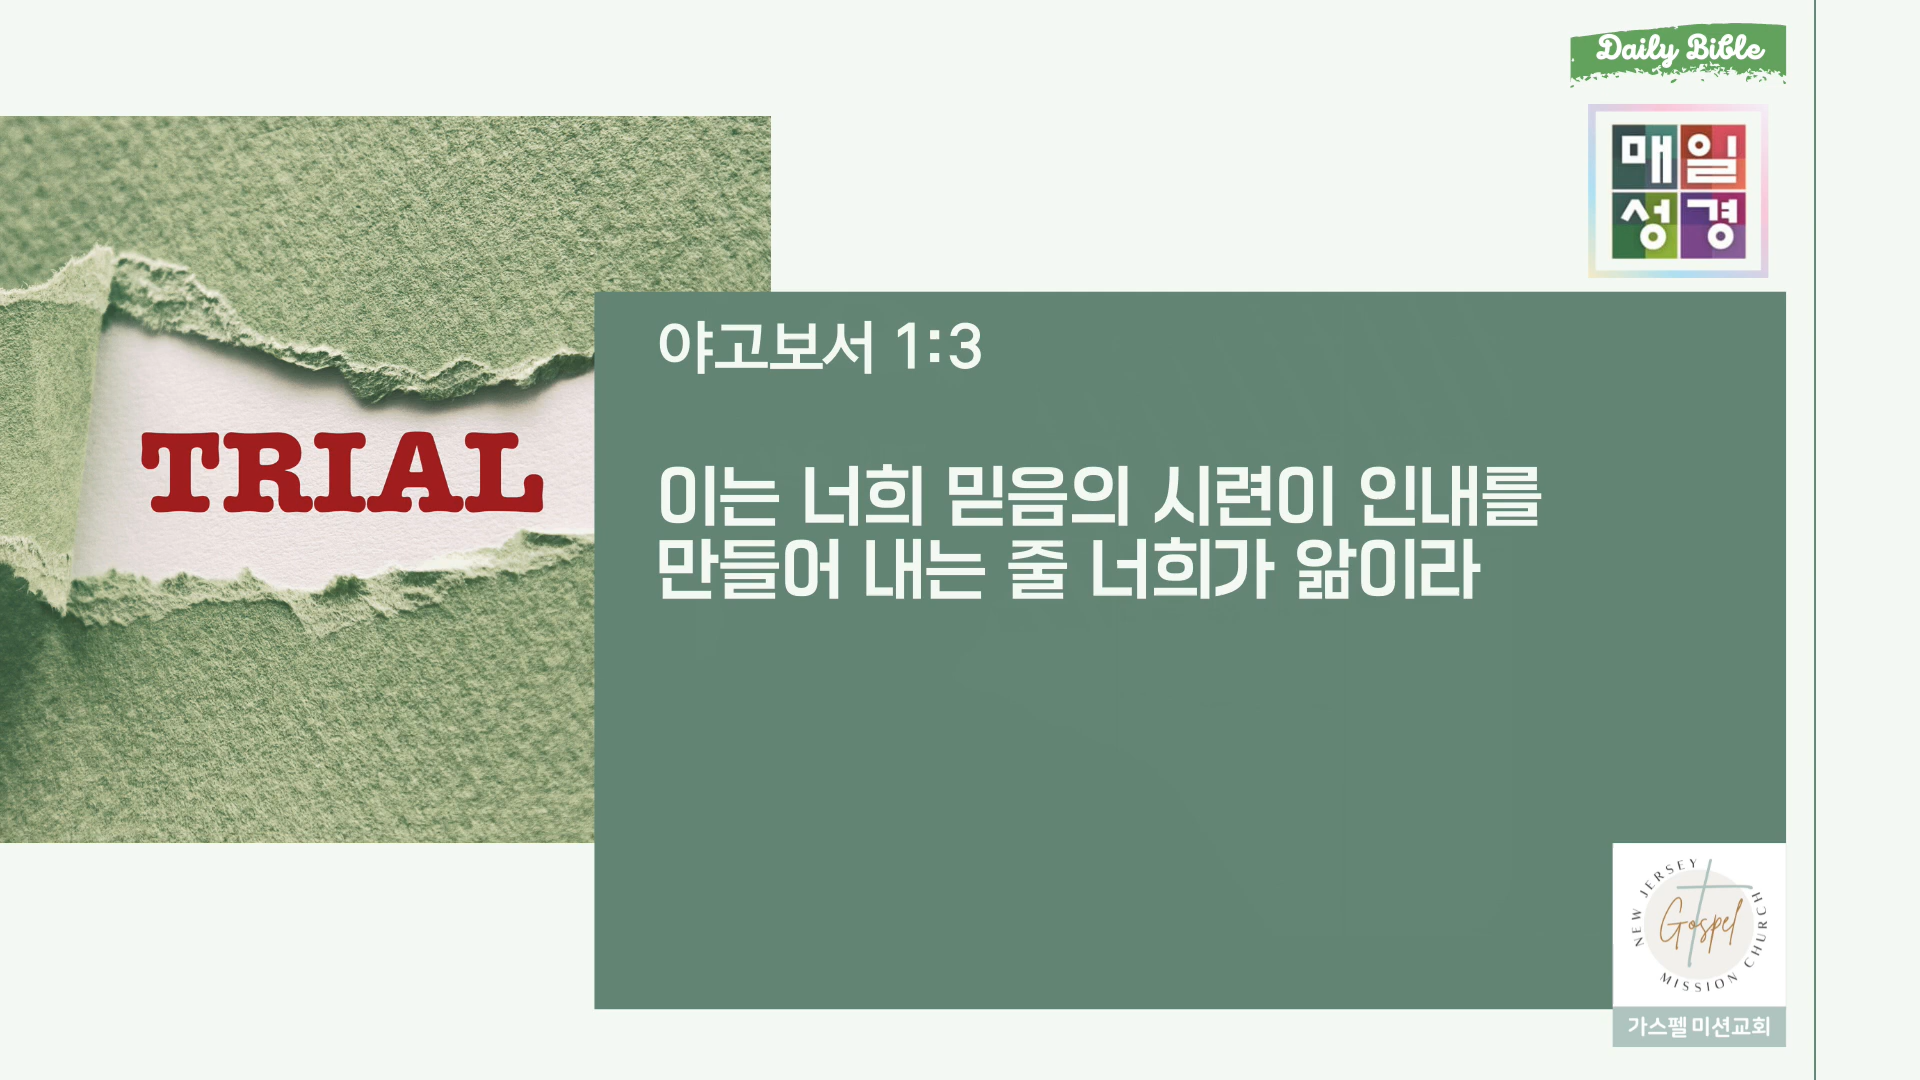 Daily Bible
매일
성경
TRIAL
야고보서 1:3
이는 너희 믿음의 시련이 인내를
만들어 내는 줄 너희가 앎이라
NEW JERSEY
Gospel
MISSION CHURCH
가스펠 미션교회